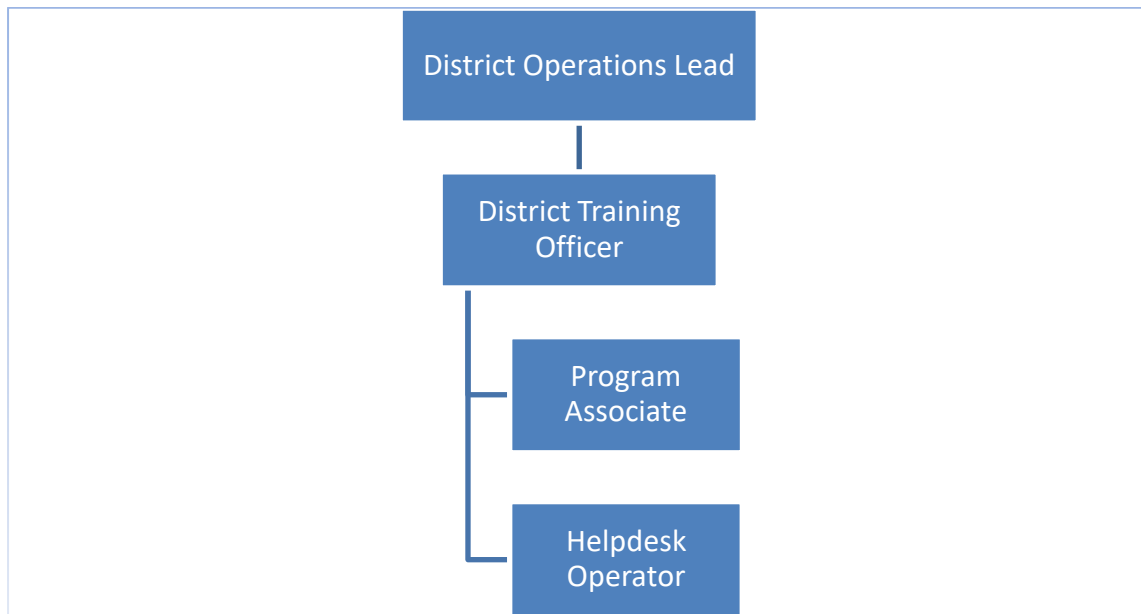 District Operations Lead
District Training
Officer
Program
Associate
Helpdesk
Operator